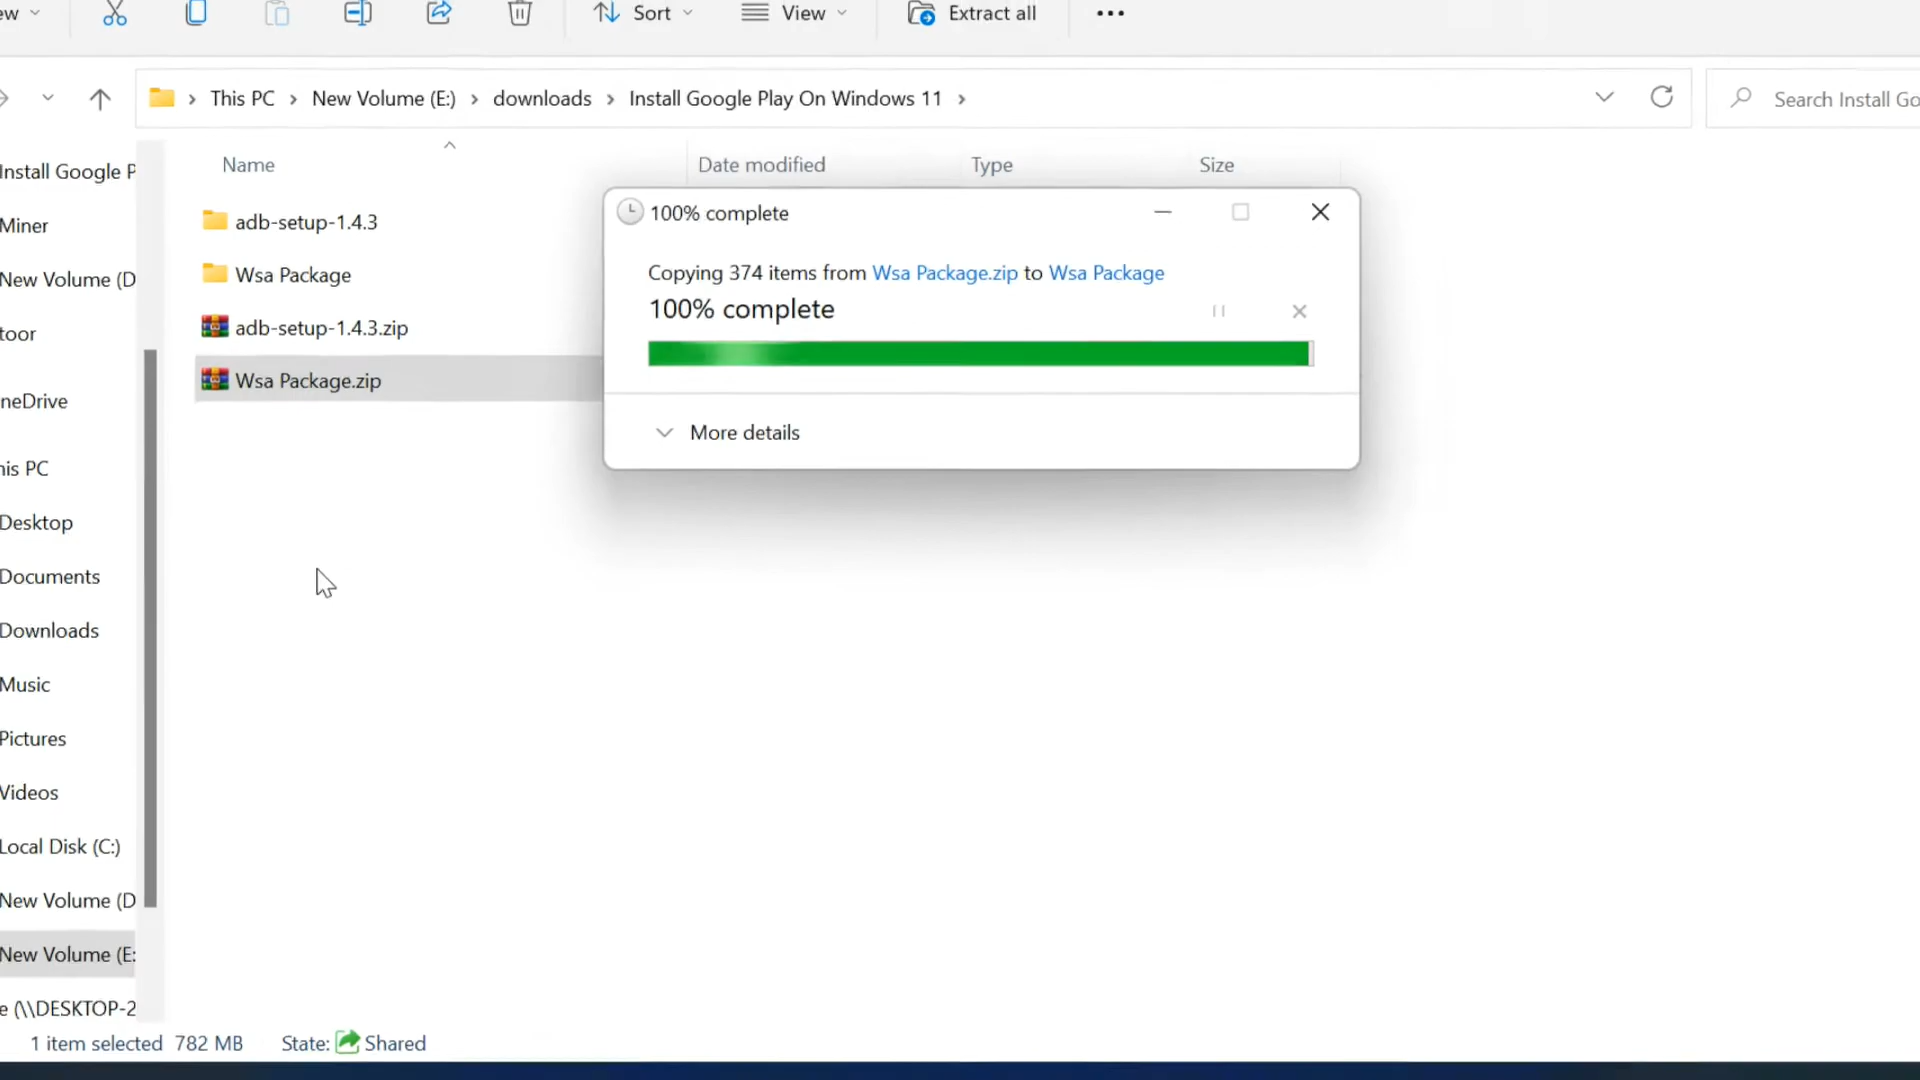 ew
Sort
View
Extract all
This PC > New Volume (E:) > downloads > Install Google Play On Windows 11 >
Search Install Go
Name
Date modified
Type
Size
Install Google P
Miner
New Volume (D
toor
neDrive
his PC
Desktop
Documents
Downloads
Music
Pictures
Videos
Local Disk (C:)
New Volume (D
New Volume (E:
e (\\DESKTOP-2
adb-setup-1.4.3
Wsa Package
adb-setup-1.4.3.zip
Wsa Package.zip
100% complete
Copying 374 items from Wsa Package.zip to Wsa Package
100% complete
More details
1 item selected 782 MB State: Shared